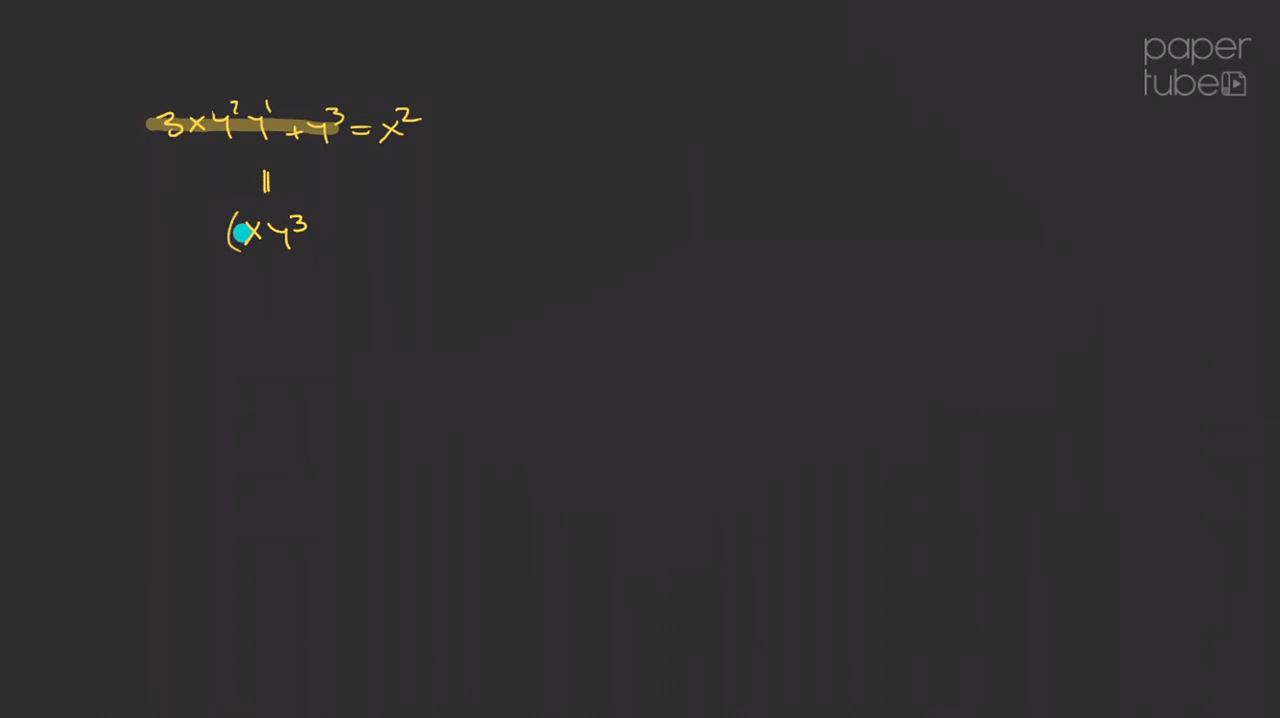 paper
tube
3xy²y' + y³ = x²
||
(xy³